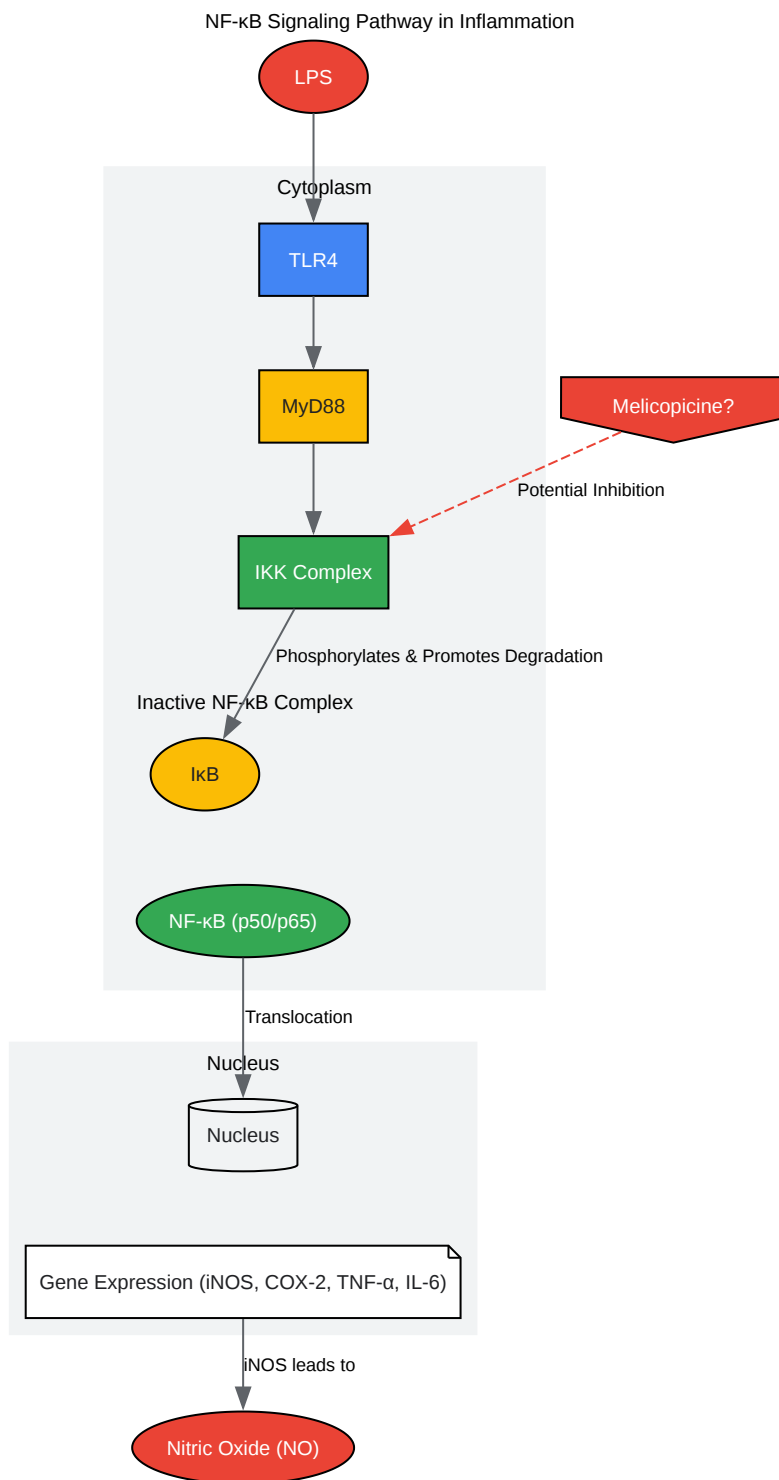 NF-κB Signaling Pathway in Inflammation
LPS
Cytoplasm
TLR4
MyD88
Melicopicine?
Potential Inhibition
IKK Complex
Phosphorylates & Promotes Degradation
Inactive NF-κB Complex
IκB
NF-κB (p50/p65)
Translocation
Nucleus
Nucleus
Gene Expression (iNOS, COX-2, TNF-α, IL-6)
iNOS leads to
Nitric Oxide (NO)